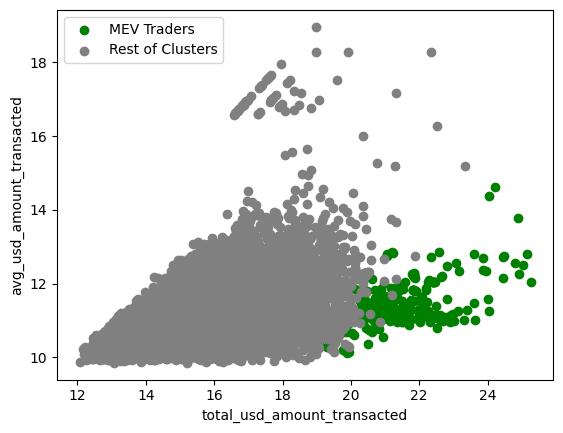 MEV Traders
Rest of Clusters
avg_usd_amount_transacted
18
16
14
12
10
12 14 16 18 20 22 24
total_usd_amount_transacted